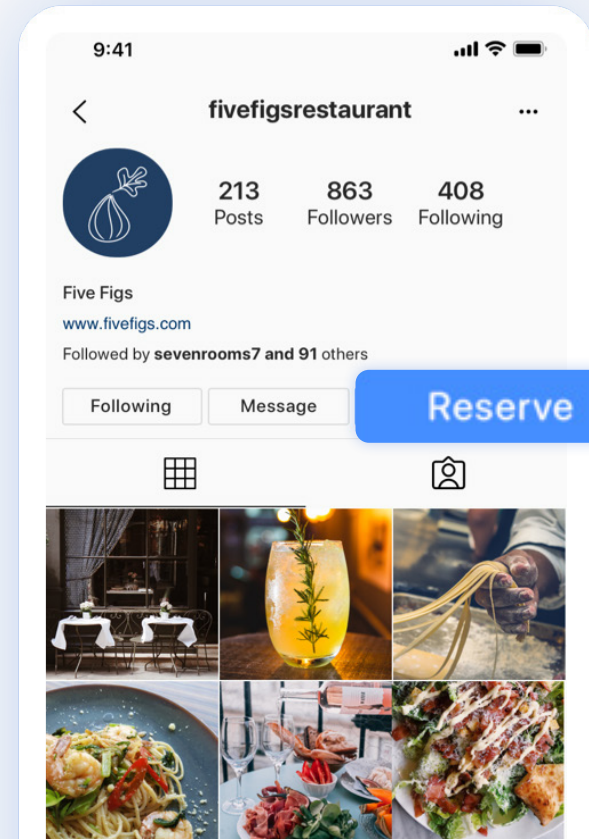 9:41
fivefigsrestaurant
213 863 408
Posts Followers Following
Five Figs
www.fivefigs.com
Followed by sevenrooms7 and 91 others
Following Message Reserve